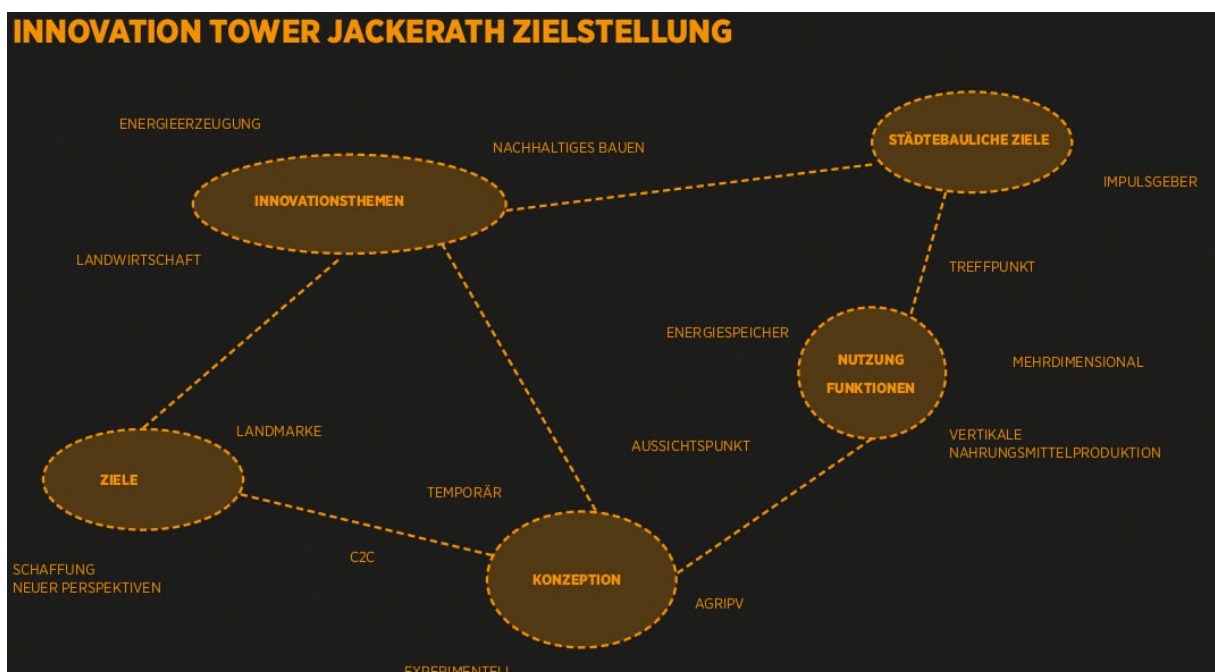 INNOVATION TOWER JACKERATH ZIELSTELLUNG
ENERGIEERZEUGUNG
NACHHALTIGES BAUEN
STÄDTEBAULICHE ZIELE
IMPULSGEBER
INNOVATIONSTHEMEN
LANDWIRTSCHAFT
TREFFPUNKT
ENERGIESPEICHER
NUTZUNG
FUNKTIONEN
MEHRDIMENSIONAL
LANDMARKE
AUSSICHTSPUNKT
VERTIKALE
NAHRUNGSMITTELPRODUKTION
ZIELE
TEMPORÄR
C2C
SCHAFFUNG
NEUER PERSPEKTIVEN
KONZEPTION
AGRIPV
EXPERIMENTELL